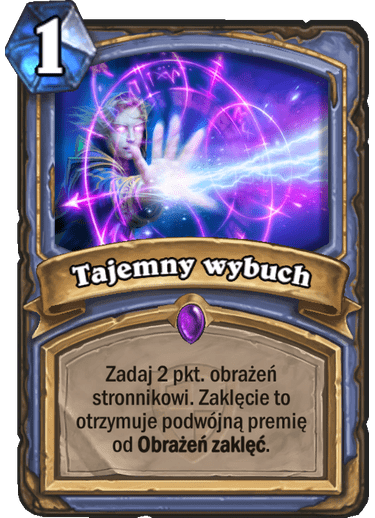 1
Tajemny wybuch
Zadaj 2 pkt. obrażeń
stronnikowi. Zaklęcie to
otrzymuje podwójną premię
od Obrażeń zaklęć.